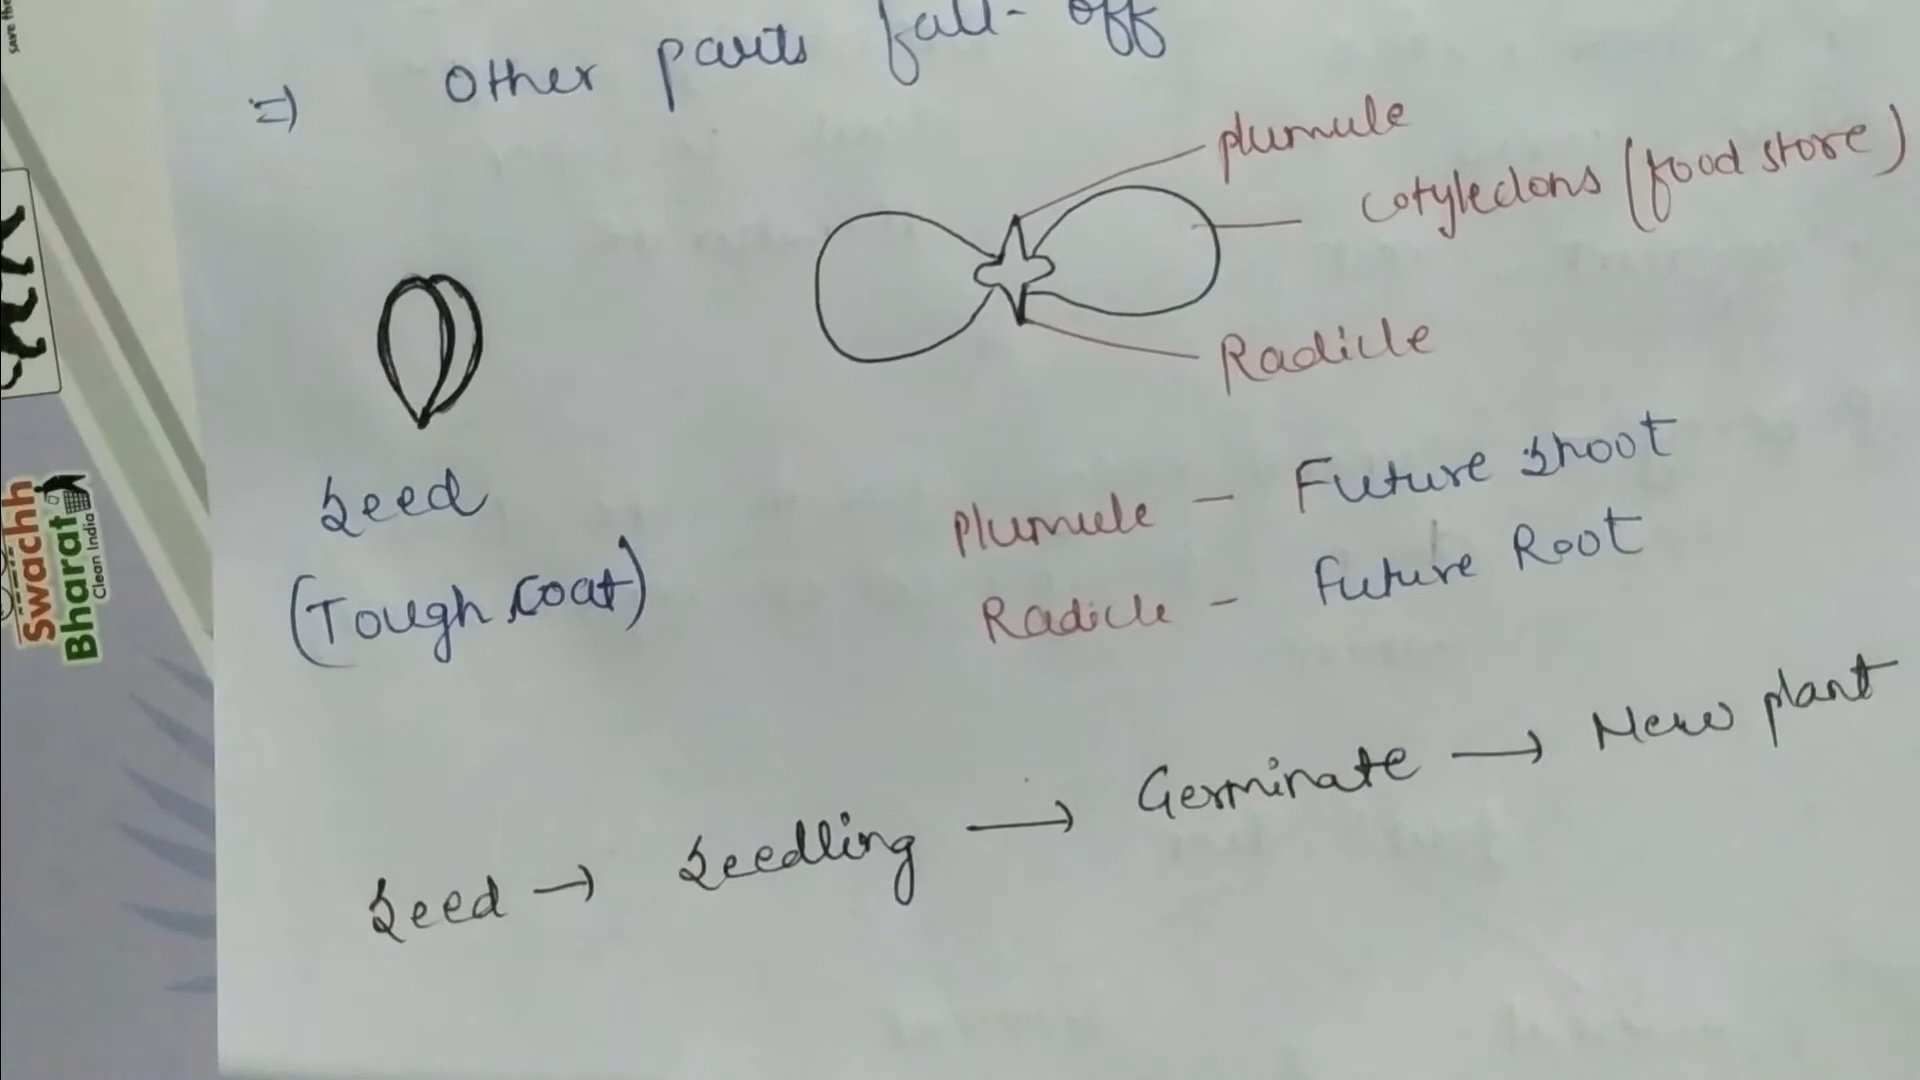 =) Other parts fall-off
plumule
cotyledons (food store)
Radicle
Seed
(Tough coat)
Plumule - Future shoot
Radicle - Future Root
Seed → Seedling → Germinate → New plant
Swachh
Bharat
Clean India